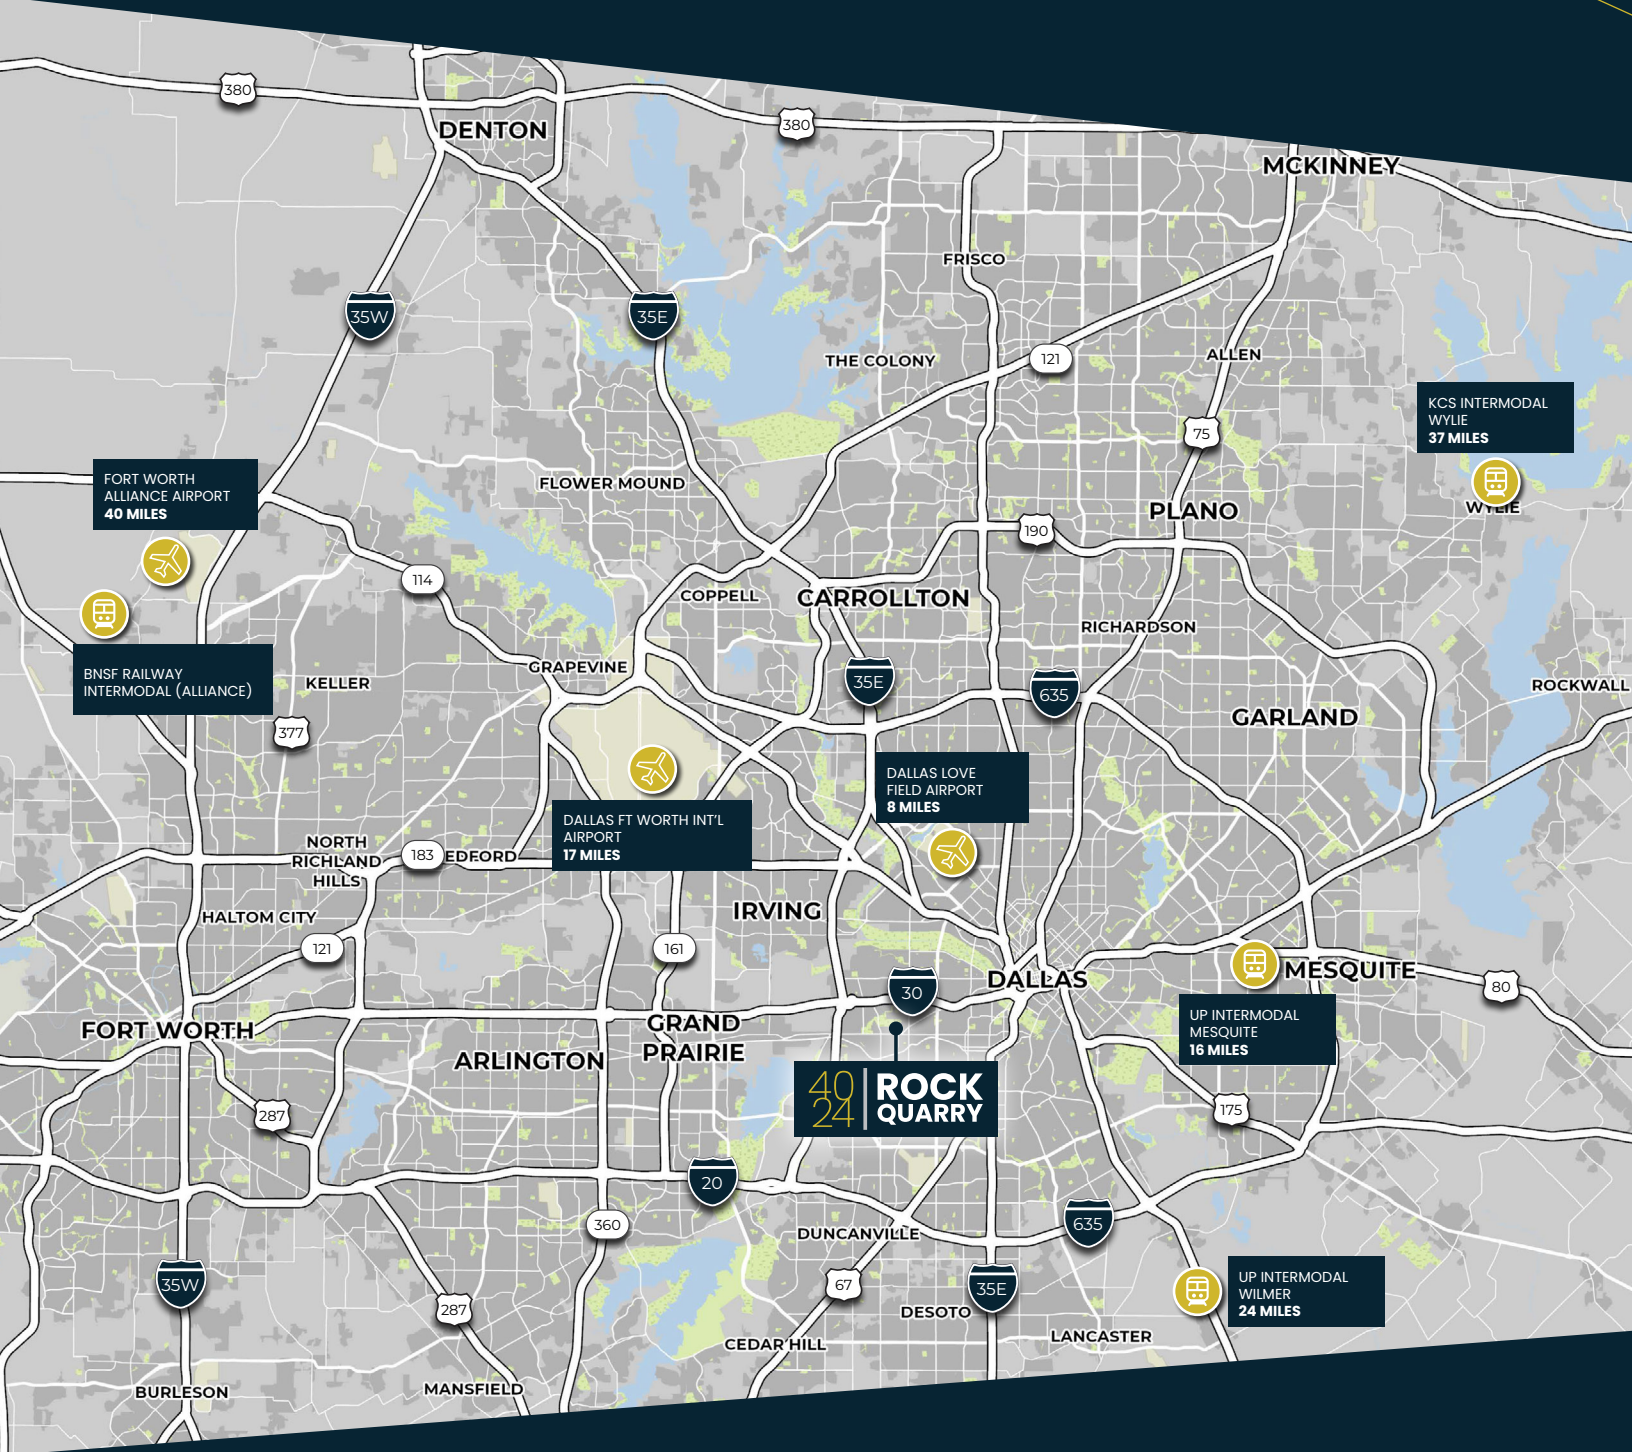 380
DENTON
380
MCKINNEY
FRISCO
35W
35E
THE COLONY
121
ALLEN
KCS INTERMODAL
WYLIE
37 MILES
75
FORT WORTH
ALLIANCE AIRPORT
40 MILES
FLOWER MOUND
PLANO
WYLIE
190
114
COPPELL
CARROLLTON
RICHARDSON
BNSF RAILWAY
INTERMODAL (ALLIANCE)
KELLER
GRAPEVINE
35E
635
ROCKWALL
377
GARLAND
DALLAS LOVE
FIELD AIRPORT
8 MILES
DALLAS FT WORTH INT'L
AIRPORT
17 MILES
NORTH
RICHLAND
HILLS
183
EDFORD
HALTOM CITY
IRVING
121
161
DALLAS
MESQUITE
80
30
FORT WORTH
GRAND
PRAIRIE
ARLINGTON
UP INTERMODAL
MESQUITE
16 MILES
4024
ROCK
QUARRY
287
175
20
360
DUNCANVILLE
635
35W
67
35E
UP INTERMODAL
WILMER
24 MILES
287
DESOTO
LANCASTER
CEDAR HILL
BURLESON
MANSFIELD